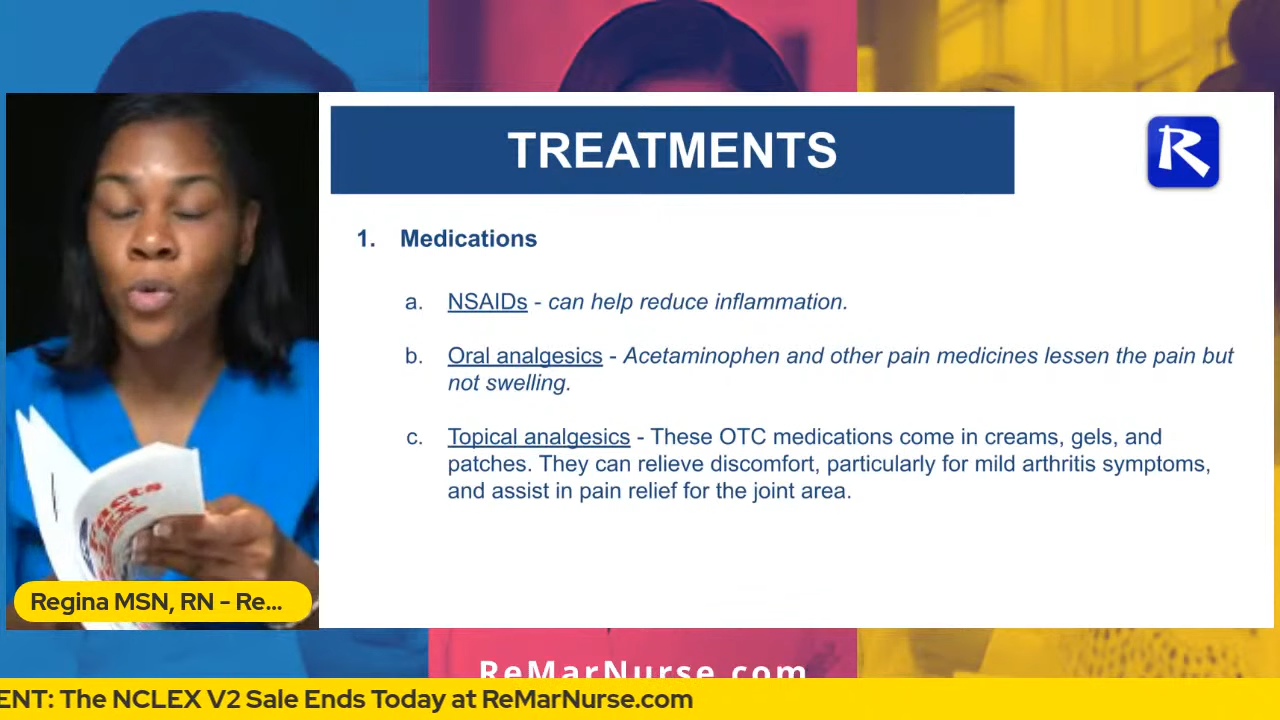 TREATMENTS
R
1. Medications
a. NSAIDs - can help reduce inflammation.
b. Oral analgesics - Acetaminophen and other pain medicines lessen the pain but
not swelling.
c. Topical analgesics - These OTC medications come in creams, gels, and
patches. They can relieve discomfort, particularly for mild arthritis symptoms,
and assist in pain relief for the joint area.
Regina MSN, RN - Re...
ReMarNurse.com
ENT: The NCLEX V2 Sale Ends Today at ReMarNurse.com